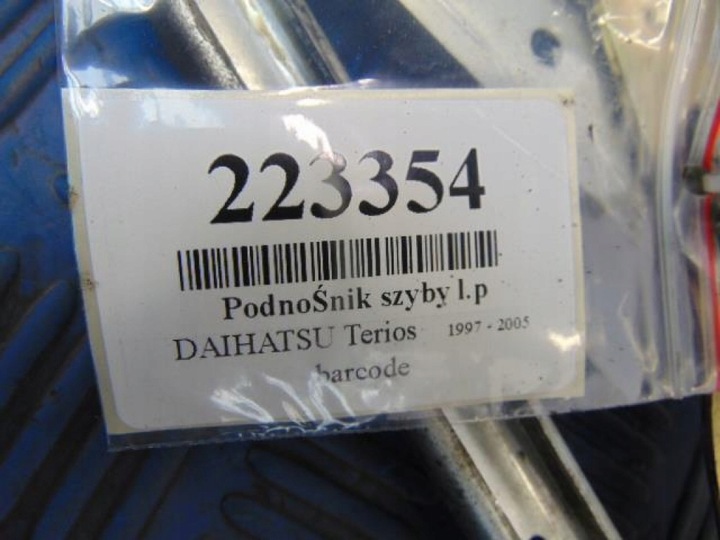 223354
PodnoŚnik szyby l.p
DAIHATSU Terios 1997 - 2005
barcode